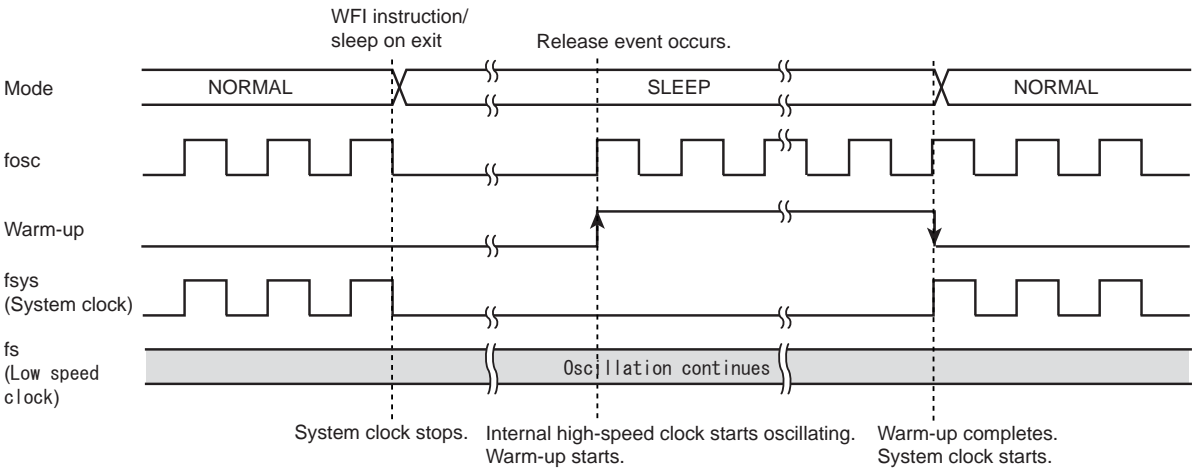 WFI instruction/
sleep on exit
Release event occurs.
Mode
NORMAL
SLEEP
NORMAL
fosc
Warm-up
fsys
(System clock)
fs
(Low speed
clock)
Oscillation continues
System clock stops.
Internal high-speed clock starts oscillating.
Warm-up starts.
Warm-up completes.
System clock starts.